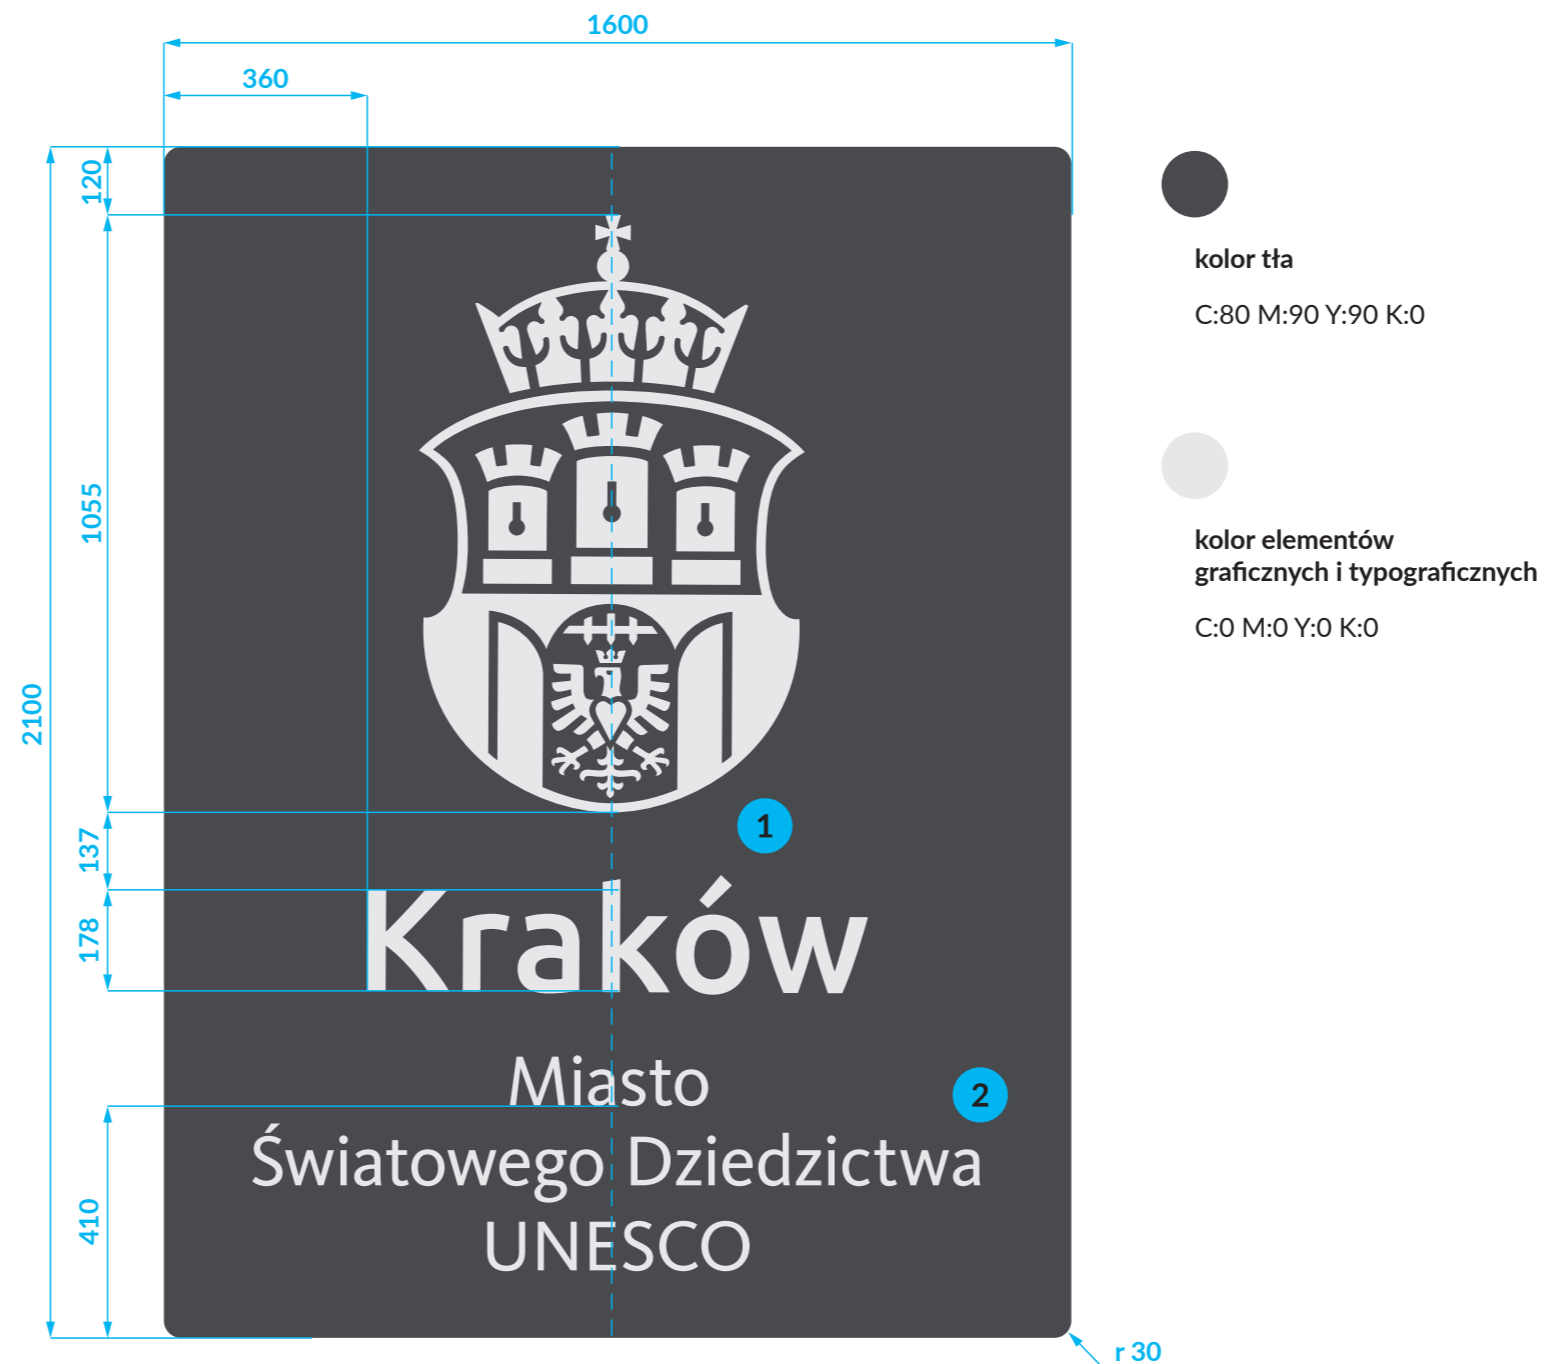 1600
360
120
kolor tła
C:80 M:90 Y:90 K:0
1055
kolor elementów
graficznych i typograficznych
C:0 M:0 Y:0 K:0
2100
137
1
178
Kraków
Miasto
2
Światowego Dziedzictwa
410
UNESCO
r 30